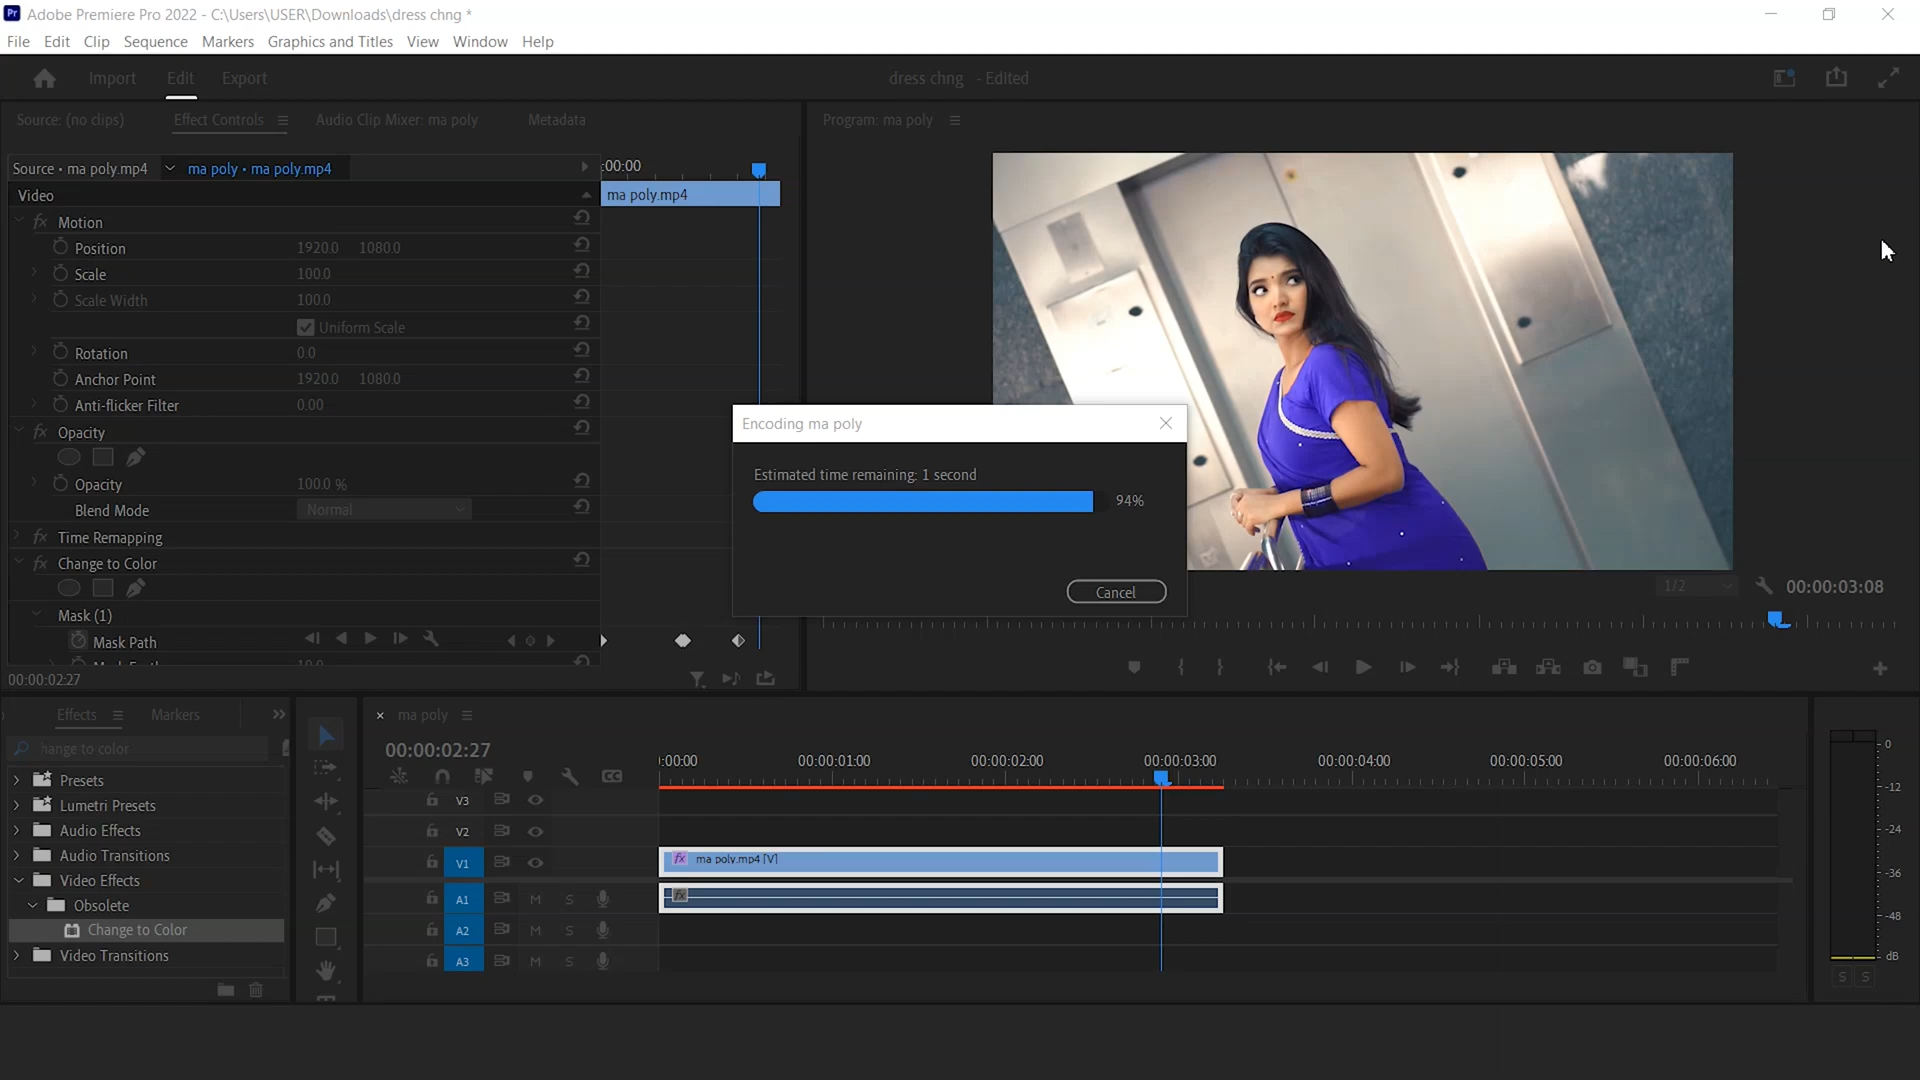 Adobe Premiere Pro 2022 - C:\Users\USER\Downloads\dress chng *
File Edit Clip Sequence Markers Graphics and Titles View Window Help
Import Edit Export dress chng - Edited
Source: (no clips) Effect Controls Audio Clip Mixer: ma poly Metadata Program: ma poly
Source • ma poly.mp4 ma poly • ma poly.mp4 :00:00
Video ma poly.mp4
fx Motion
Position 1920.0 1080.0
Scale 100.0
Scale Width 100.0
Uniform Scale
Rotation 0.0
Anchor Point 1920.0 1080.0
Anti-flicker Filter 0.00
fx Opacity
Opacity 100.0 %
Blend Mode Normal
fx Time Remapping
fx Change to Color
Mask (1)
Mask Path
00:00:02:27
Encoding ma poly
Estimated time remaining: 1 second
94%
Cancel
1/2 00:00:03:08
Effects Markers
hange to color
Presets
Lumetri Presets
Audio Effects
Audio Transitions
Video Effects
Obsolete
Change to Color
Video Transitions
× ma poly
00:00:02:27
:00:00 00:00:01:00 00:00:02:00 00:00:03:00 00:00:04:00 00:00:05:00 00:00:06:00
CC
V3
V2
V1 fx ma poly.mp4 [V]
A1 M S fx
A2 M S
A3 M S
0
-12
-24
-36
-48
dB
S S